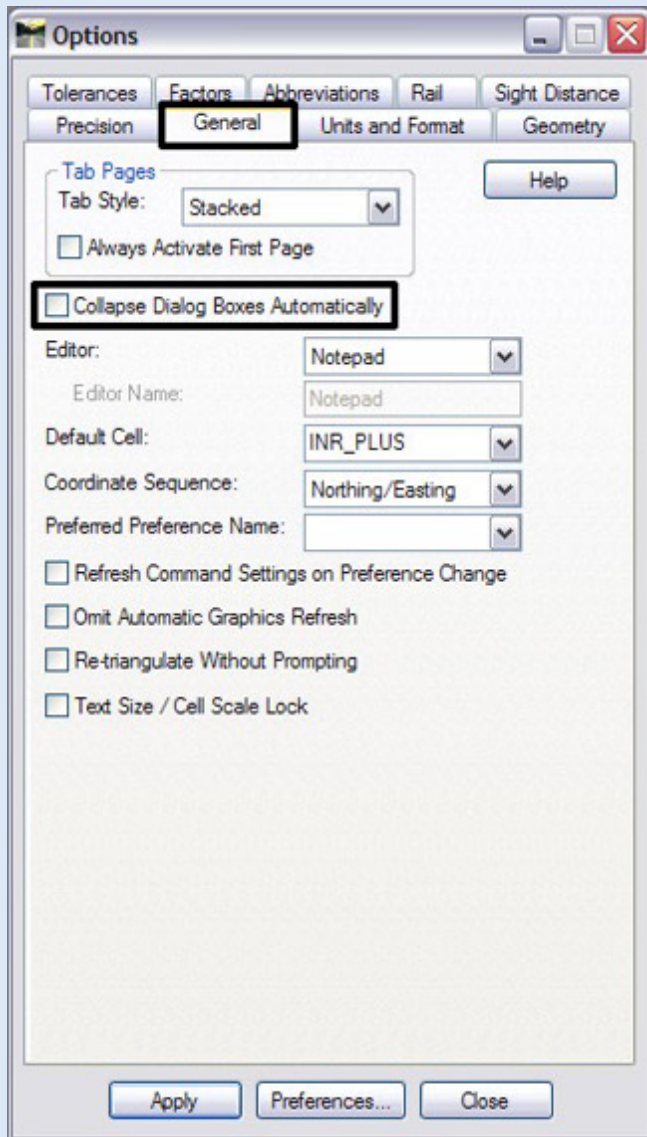 Options
Tolerances Factors Abbreviations Rail Sight Distance
Precision General Units and Format Geometry
Tab Pages
Help
Tab Style: Stacked
Always Activate First Page
Collapse Dialog Boxes Automatically
Editor: Notepad
Editor Name: Notepad
Default Cell: INR_PLUS
Coordinate Sequence: Northing/Easting
Preferred Preference Name:
Refresh Command Settings on Preference Change
Omit Automatic Graphics Refresh
Re-triangulate Without Prompting
Text Size / Cell Scale Lock
Apply Preferences... Close